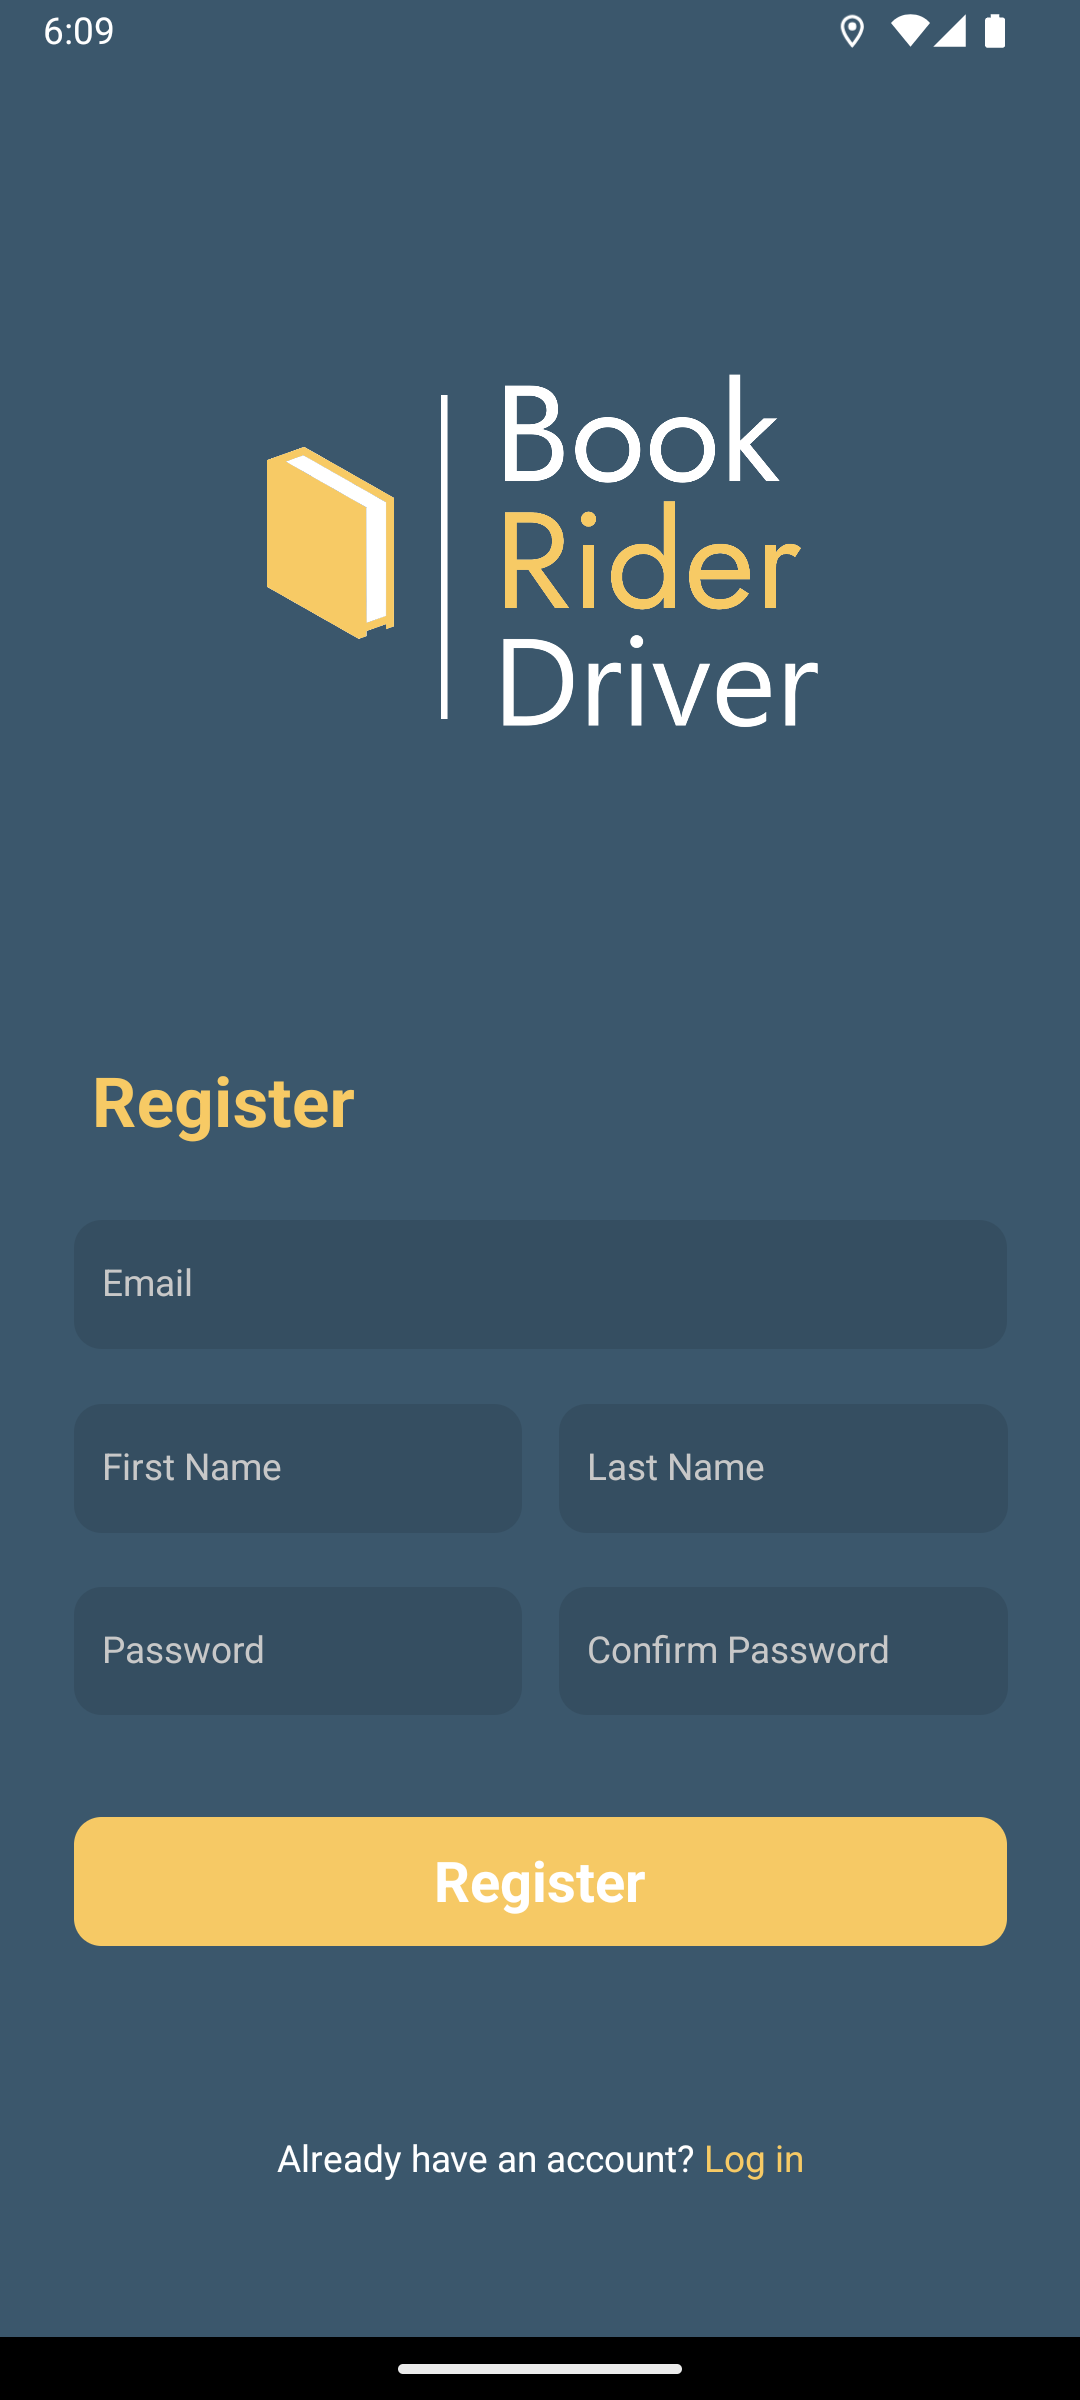 6:09
Book
Rider
Driver
Register
Email
First Name Last Name
Password Confirm Password
Register
Already have an account? Log in